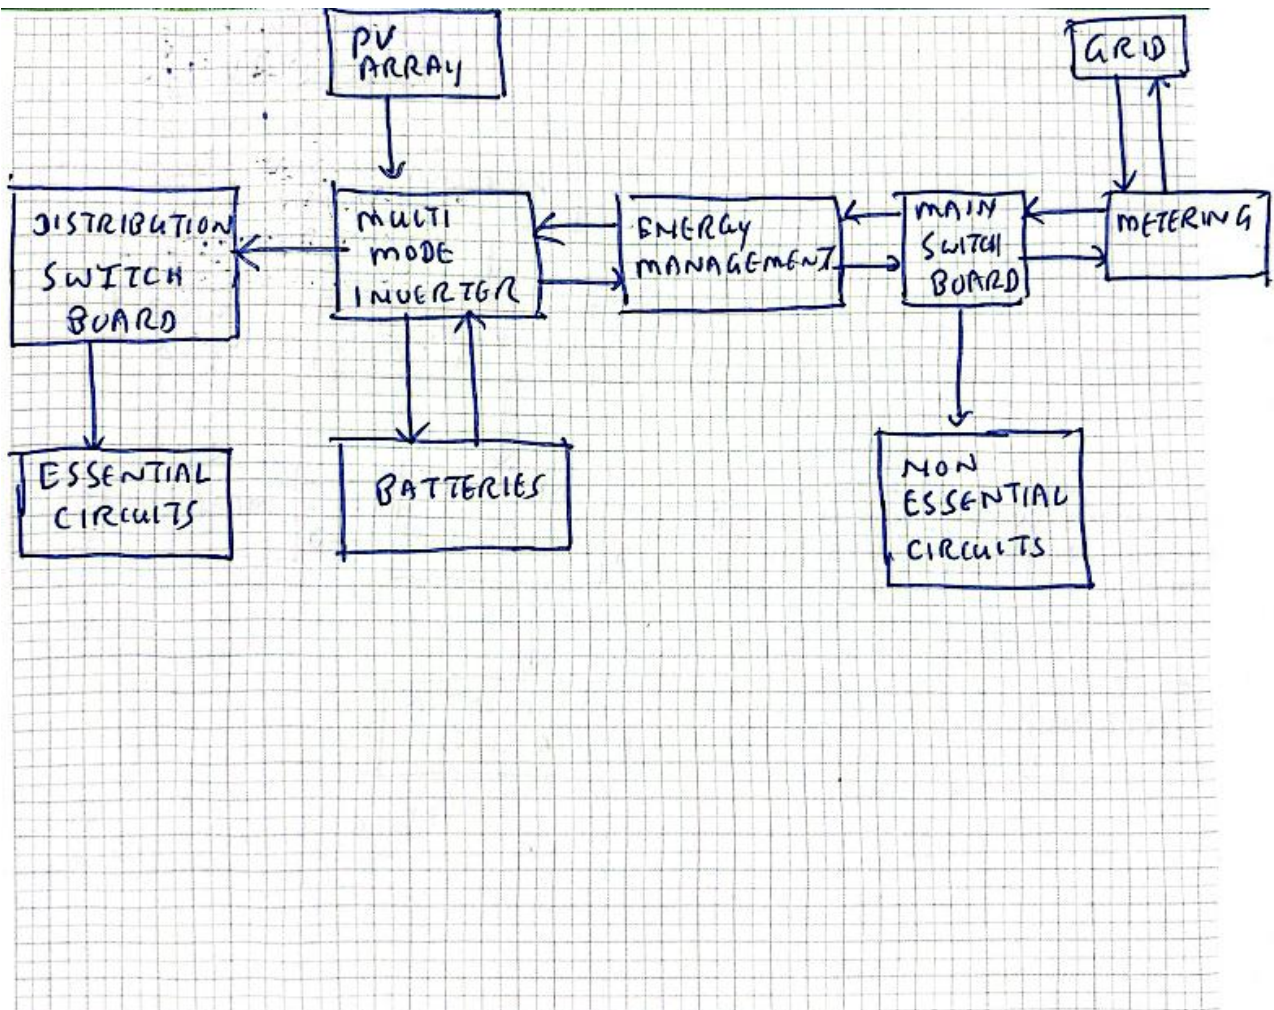 PV
ARRAY
GRID
DISTRIBUTION
SWITCH
BOARD
MULTI
MODE
INVERTER
ENERGY
MANAGEMENT
MAIN
SWITCH
BOARD
METERING
ESSENTIAL
CIRCUITS
BATTERIES
NON
ESSENTIAL
CIRCUITS